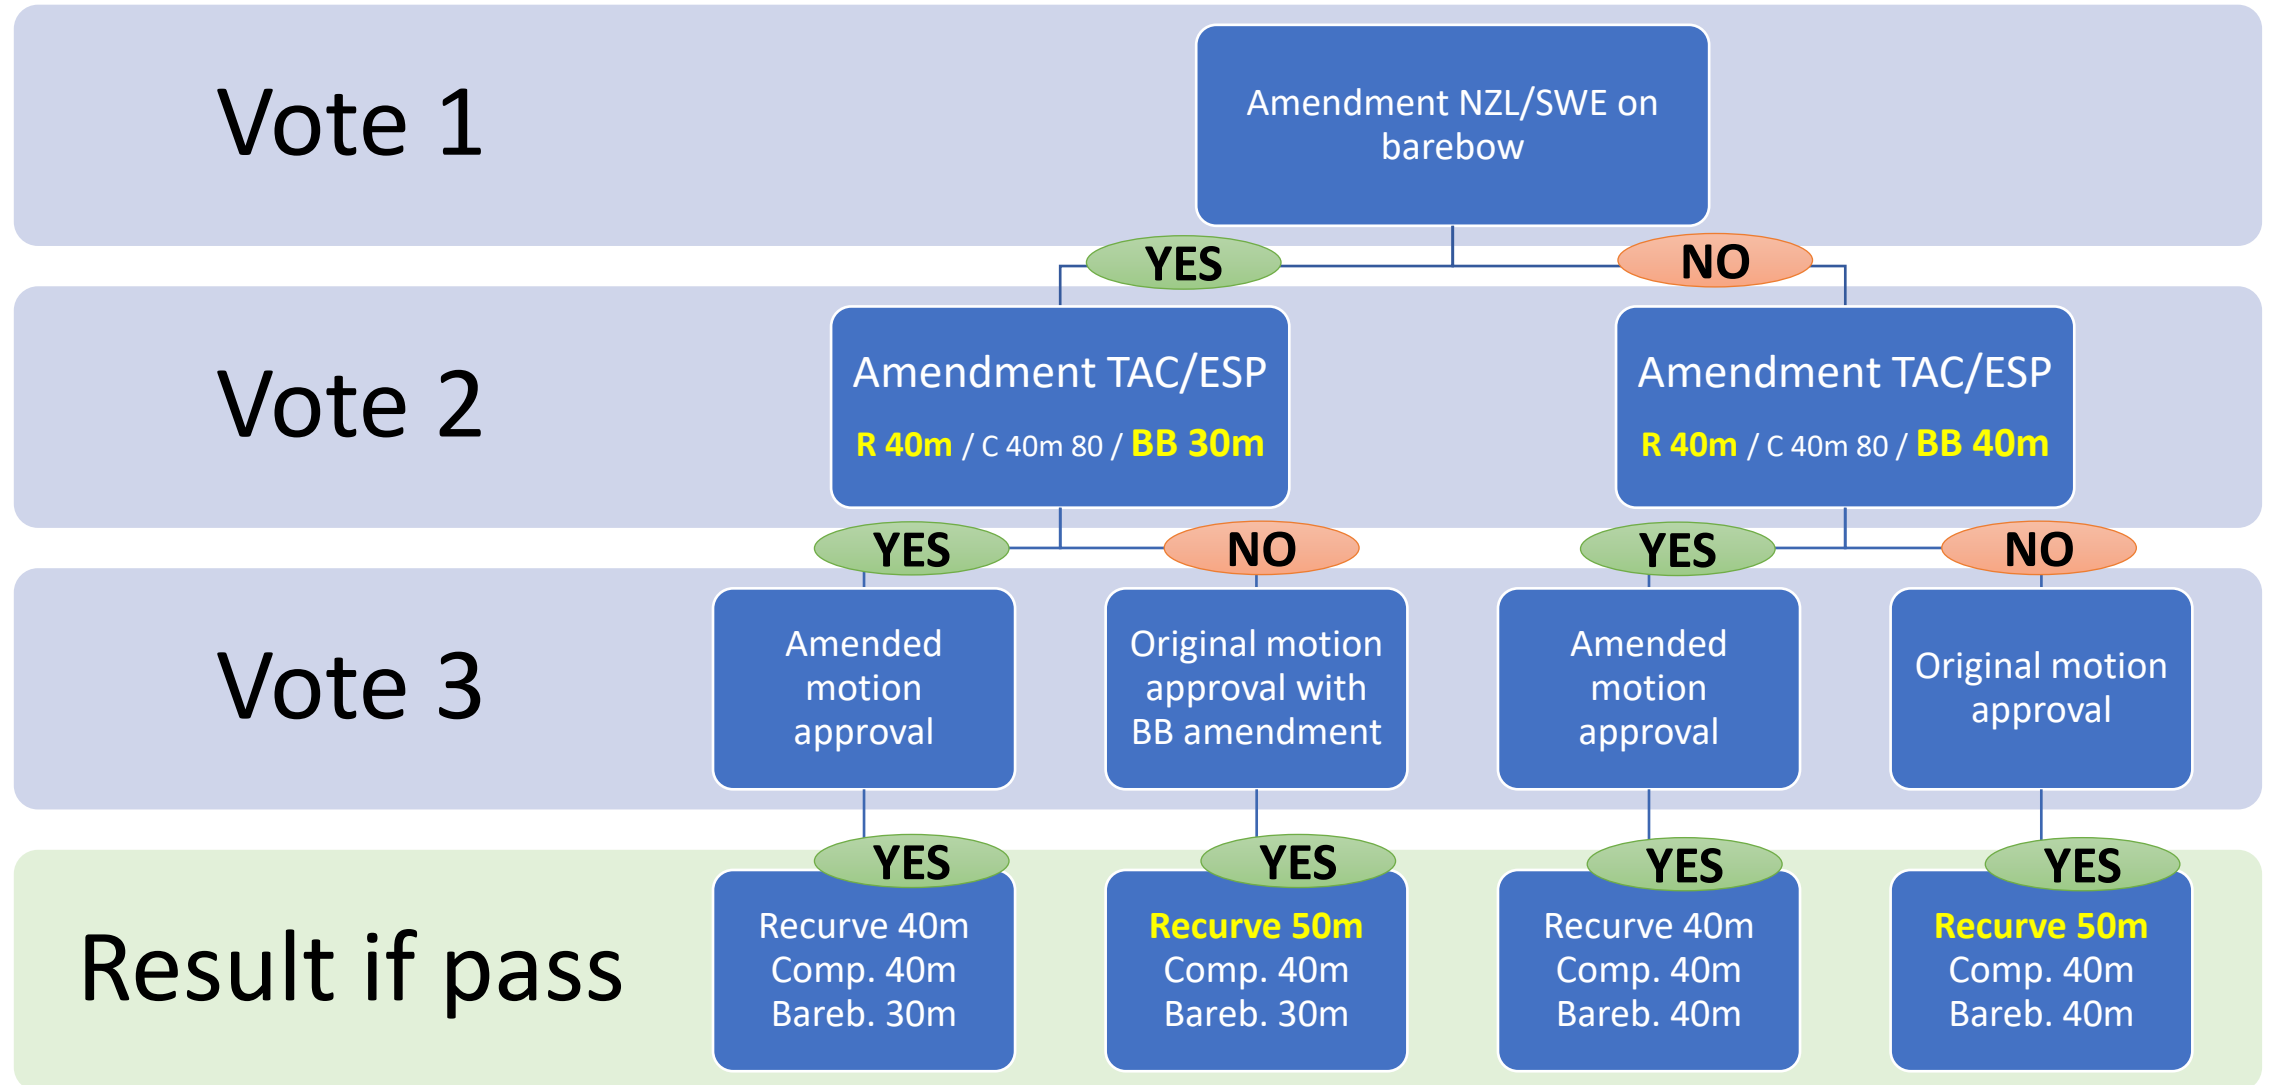 Vote 1
Amendment NZL/SWE on
barebow
YES
NO
Vote 2
Amendment TAC/ESP
R 40m / C 40m 80 / BB 30m
Amendment TAC/ESP
R 40m / C 40m 80 / BB 40m
YES
NO
YES
NO
Vote 3
Amended
motion
approval
Original motion
approval with
BB amendment
Amended
motion
approval
Original motion
approval
YES
YES
YES
YES
Result if pass
Recurve 40m
Comp. 40m
Bareb. 30m
Recurve 50m
Comp. 40m
Bareb. 30m
Recurve 40m
Comp. 40m
Bareb. 40m
Recurve 50m
Comp. 40m
Bareb. 40m